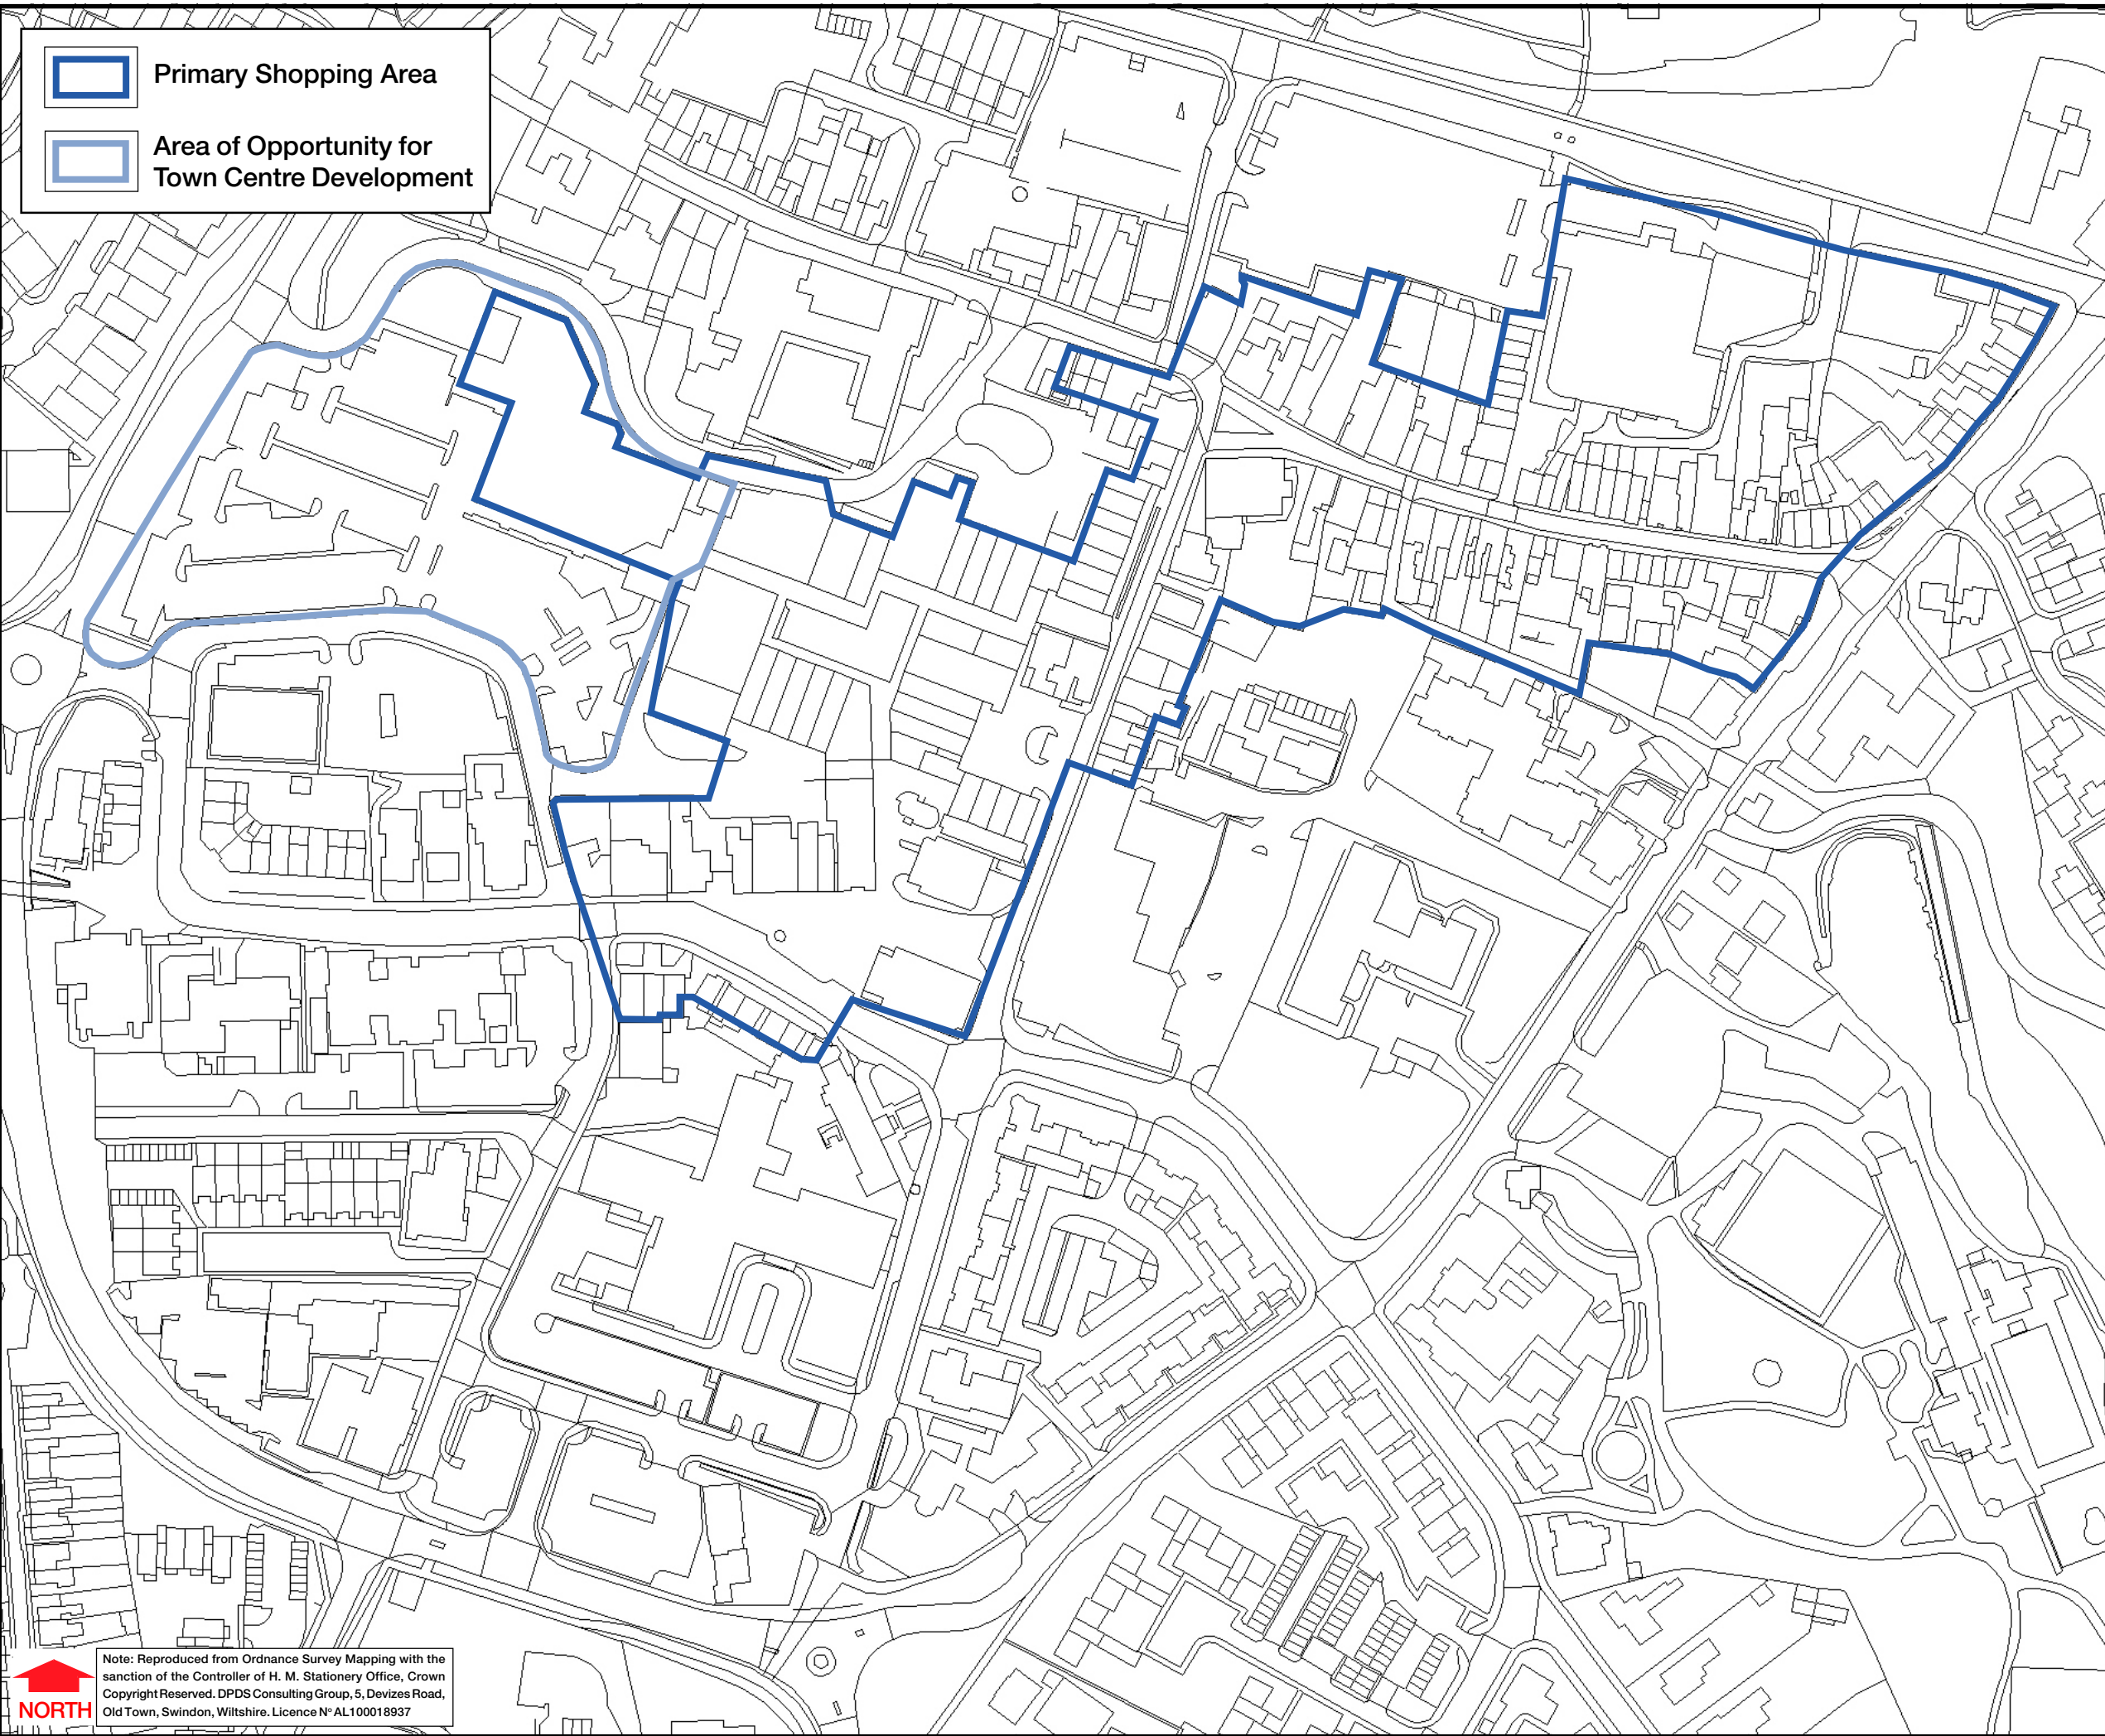 Primary Shopping Area
Area of Opportunity for
Town Centre Development
NORTH
Note: Reproduced from Ordnance Survey Mapping with the
sanction of the Controller of H. M. Stationery Office, Crown
Copyright Reserved. DPDS Consulting Group, 5, Devizes Road,
Old Town, Swindon, Wiltshire. Licence Nº AL100018937